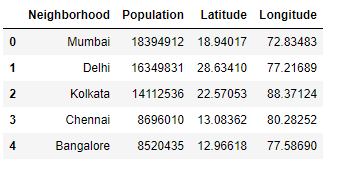 Neighborhood Population Latitude Longitude
0 Mumbai 18394912 18.94017 72.83483
1 Delhi 16349831 28.63410 77.21689
2 Kolkata 14112536 22.57053 88.37124
3 Chennai 8696010 13.08362 80.28252
4 Bangalore 8520435 12.96618 77.58690